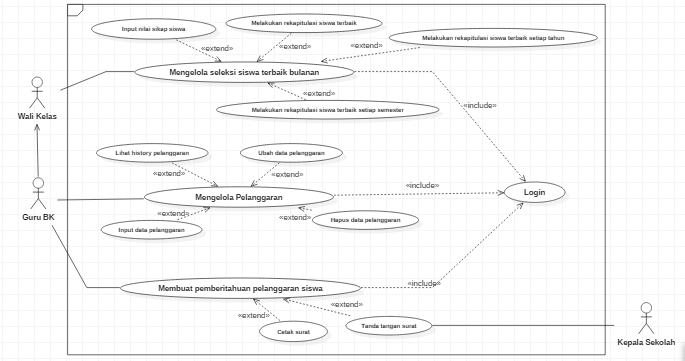 Input nilai sikap siswa
Melakukan rekapitulasi siswa terbaik
Melakukan rekapitulasi siswa terbaik setiap tahun
«extend»
«extend»
«extend»
Mengelola seleksi siswa terbaik bulanan
«extend»
Melakukan rekapitulasi siswa terbaik setiap semester
«include»
Wali Kelas
Lihat history pelanggaran
Ubah data pelanggaran
«extend»
«extend»
«include»
Login
Mengelola Pelanggaran
Guru BK
«extend»
«extend»
Hapus data pelanggaran
Input data pelanggaran
Membuat pemberitahuan pelanggaran siswa
«include»
«extend»
«extend»
Cetak surat
Tanda tangan surat
Kepala Sekolah